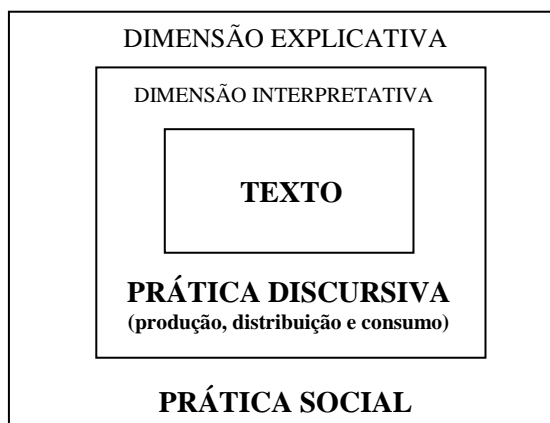 DIMENSÃO EXPLICATIVA
DIMENSÃO INTERPRETATIVA
TEXTO
PRÁTICA DISCURSIVA
(produção, distribuição e consumo)
PRÁTICA SOCIAL